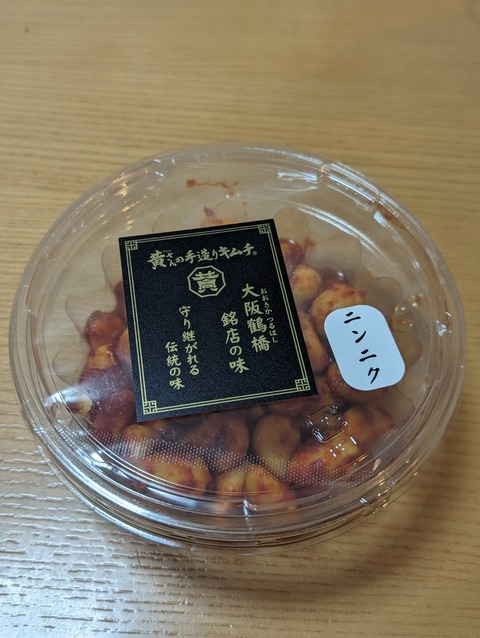 黄さんの手造りキムチ®
黄
おおさかつるはし
大阪鶴橋
銘店の味
守り継がれる
伝統の味
ニンニク